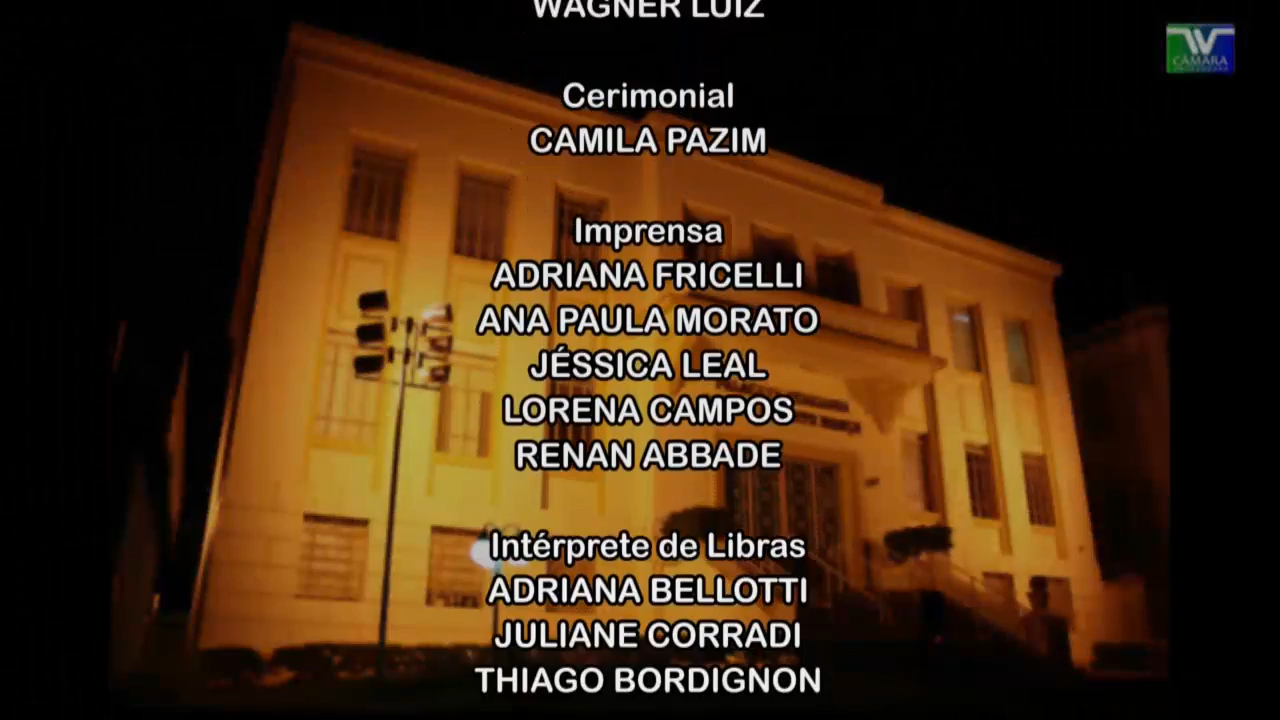 WAGNER LUIZ
CÂMARA
Cerimonial
CAMILA PAZIM
Imprensa
ADRIANA FRICELLI
ANA PAULA MORATO
JÉSSICA LEAL
LORENA CAMPOS
RENAN ABBADE
Intérprete de Libras
ADRIANA BELLOTTI
JULIANE CORRADI
THIAGO BORDIGNON